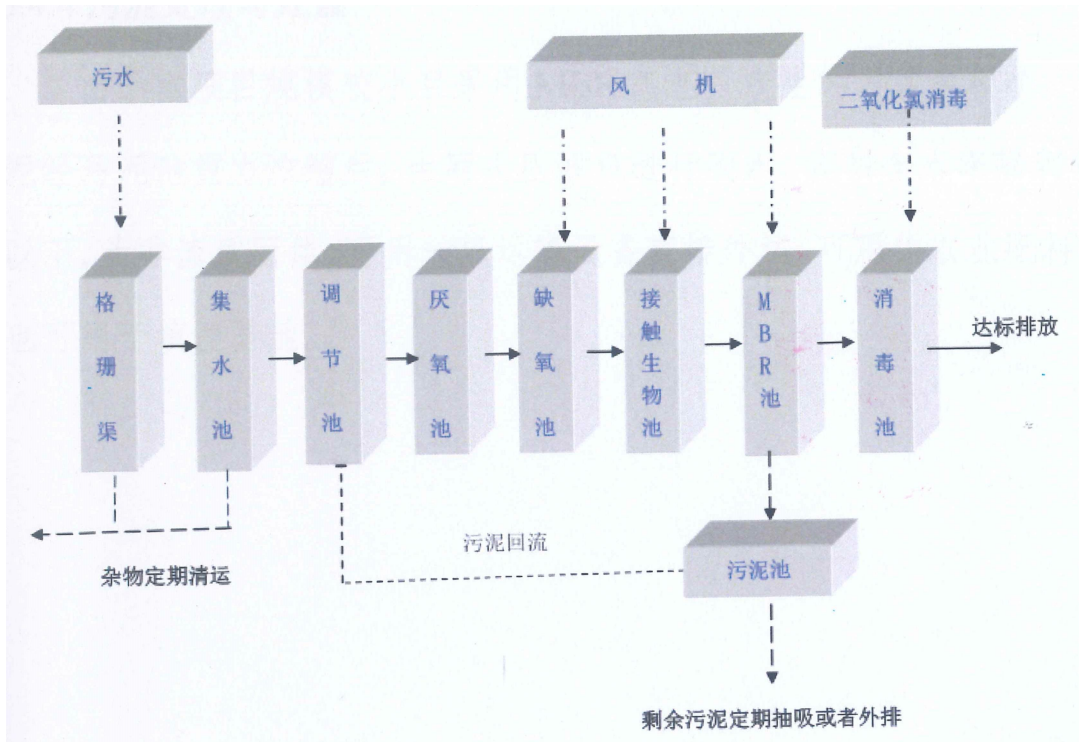 污水
风 机
二氧化氯消毒
格珊渠
集水池
调节池
厌氧池
缺氧池
接触生物池
MBR池
消毒池
达标排放
杂物定期清运
污泥回流
污泥池
剩余污泥定期抽吸或者外排